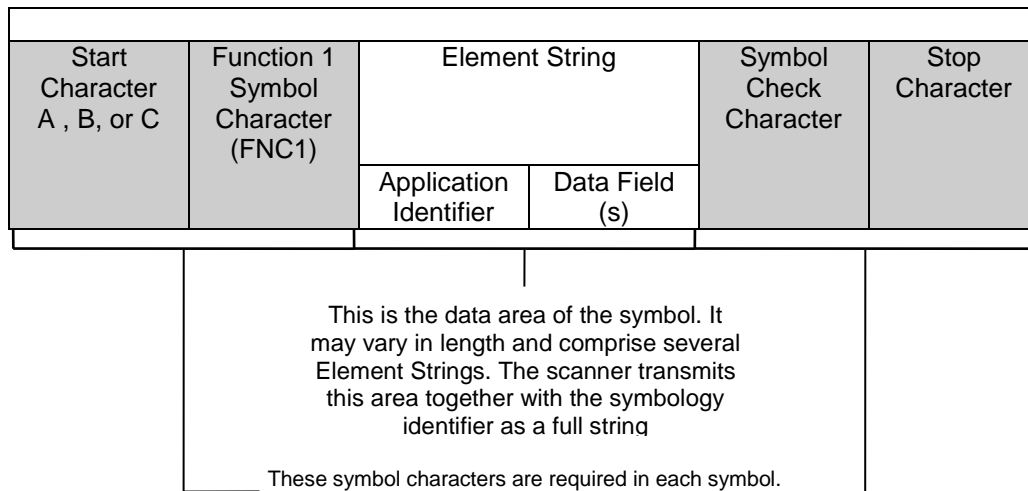 Start
Character
A , B, or C
Function 1
Symbol
Character
(FNC1)
Element String
Application
Identifier
Data Field
(s)
Symbol
Check
Character
Stop
Character
This is the data area of the symbol. It
may vary in length and comprise several
Element Strings. The scanner transmits
this area together with the symbology
identifier as a full string
These symbol characters are required in each symbol.